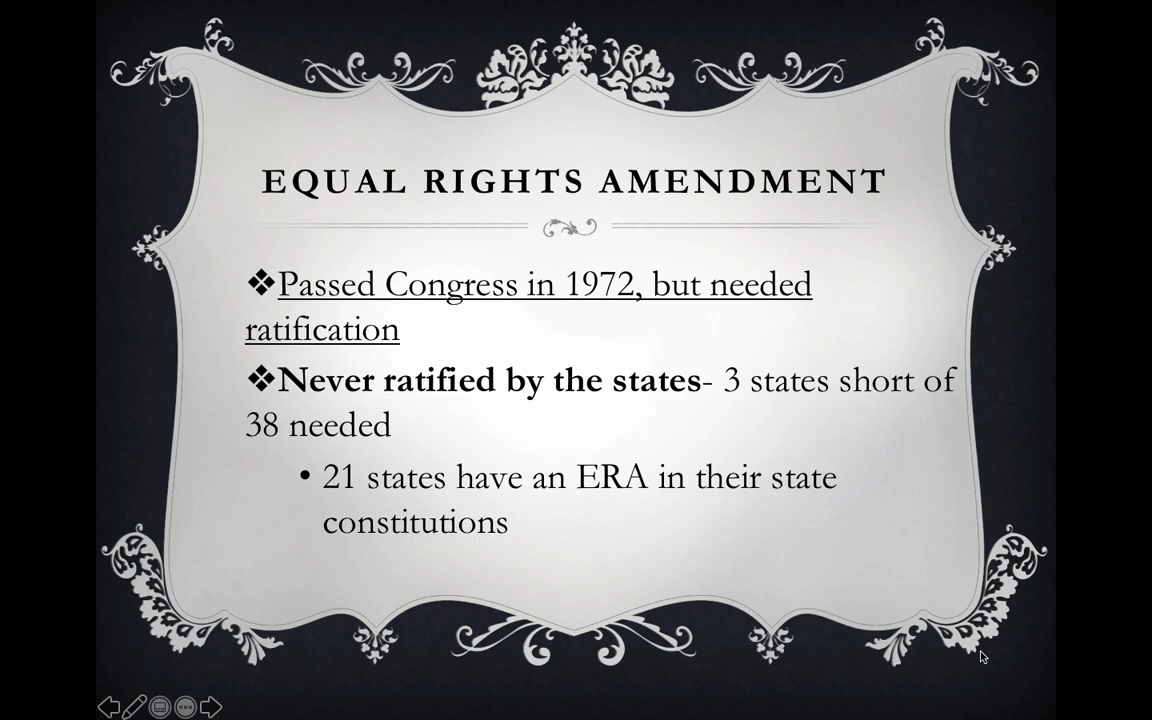 EQUAL RIGHTS AMENDMENT
❖Passed Congress in 1972, but needed
ratification
❖Never ratified by the states- 3 states short of
38 needed
• 21 states have an ERA in their state
constitutions